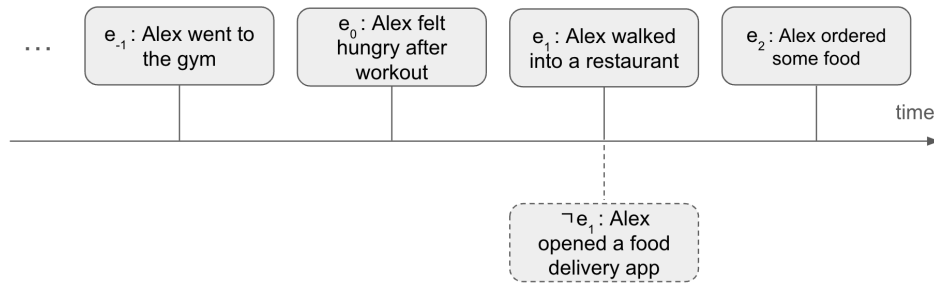 ...
e₋₁ : Alex went to
the gym
e₀ : Alex felt
hungry after
workout
e₁ : Alex walked
into a restaurant
e₂ : Alex ordered
some food
time
¬e₁ : Alex
opened a food
delivery app